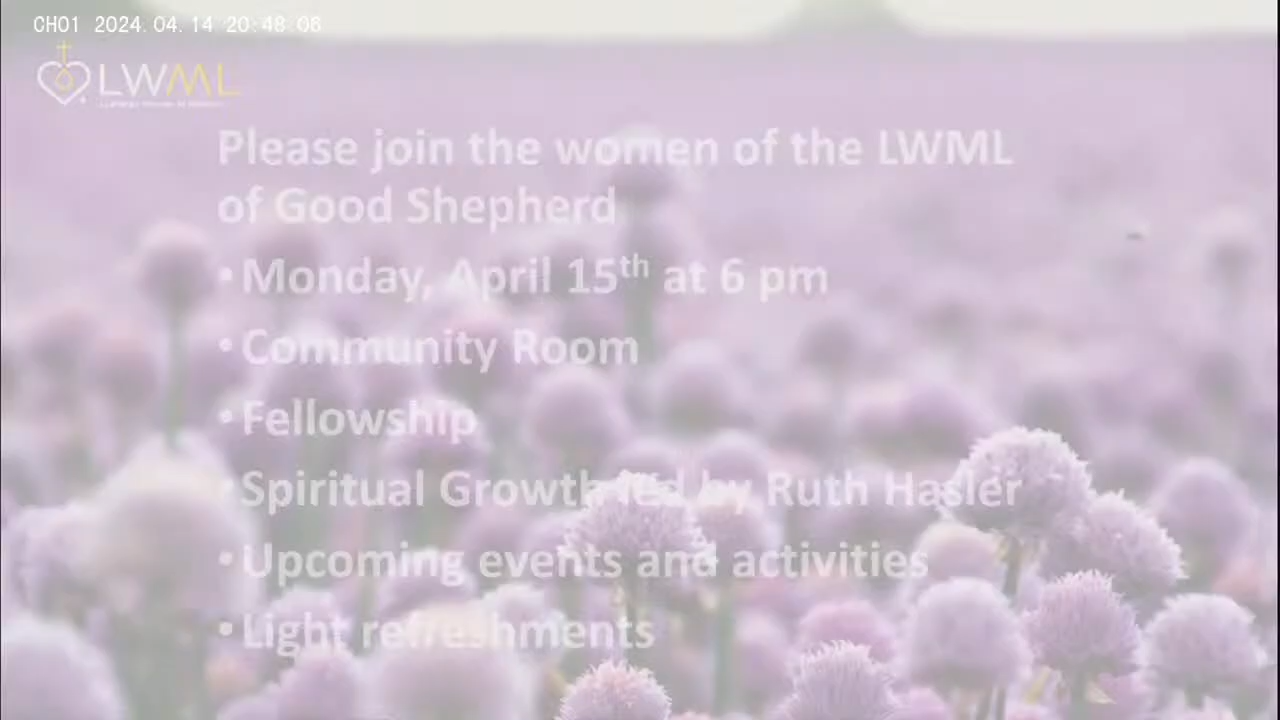 CH01 2024.04.14 20:48:06
LWML
Please join the women of the LWML
of Good Shepherd
• Monday, April 15th at 6 pm
• Community Room
• Fellowship
• Spiritual Growth led by Ruth Hasler
• Upcoming events and activities
• Light refreshments